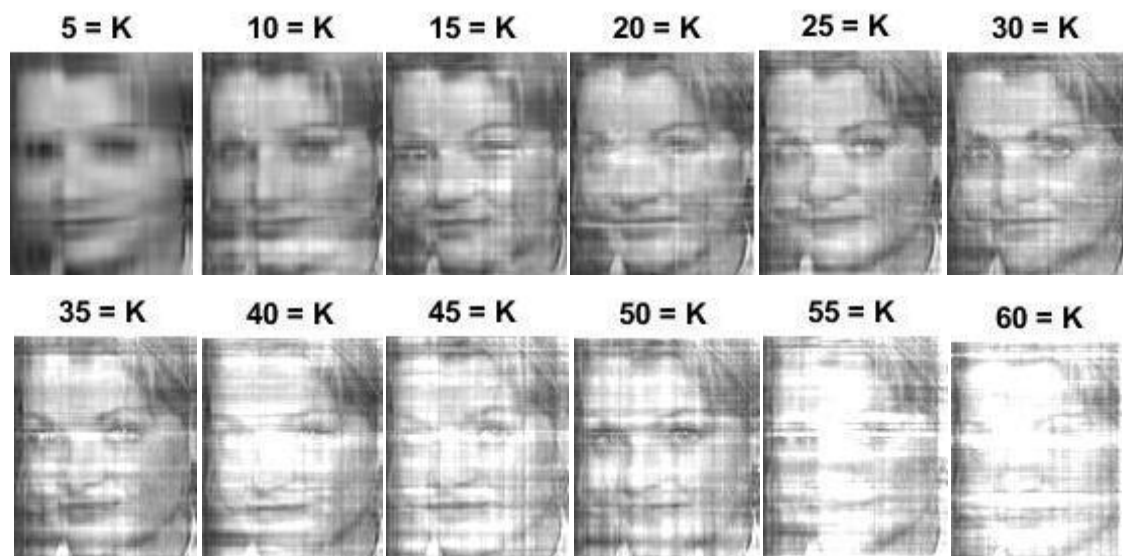 5 = K 10 = K 15 = K 20 = K 25 = K 30 = K
35 = K 40 = K 45 = K 50 = K 55 = K 60 = K